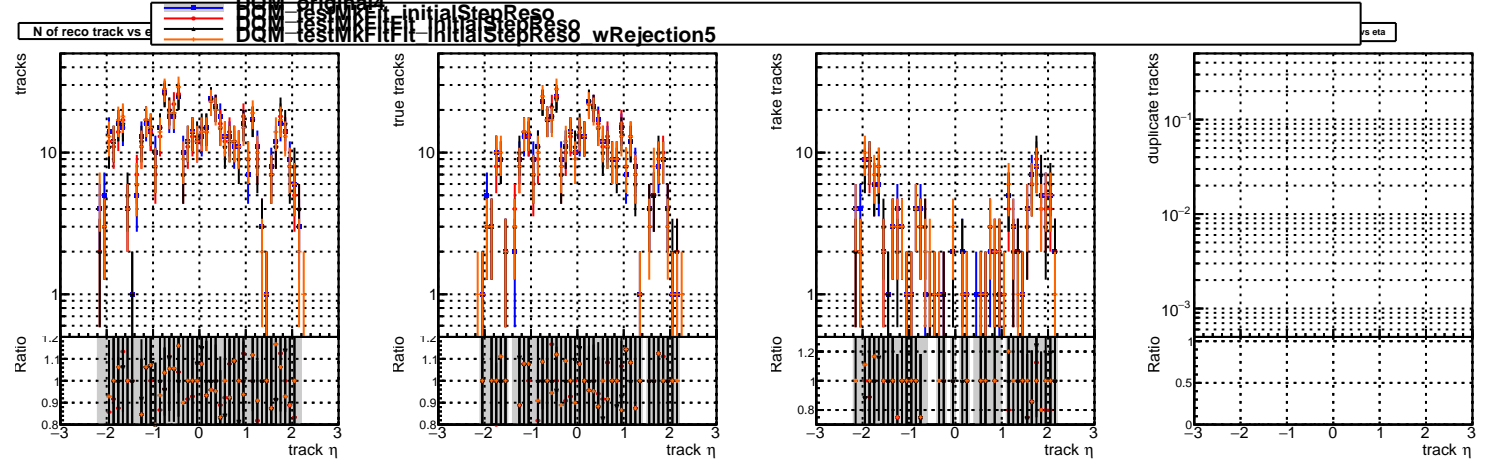 DQM_original4
DQM_testMkFit_initialStepReso
DQM_testMkFitFit_initialStepReso
DQM_testMkFitFit_initialStepReso_wRejection5
N of reco track vs e
vs eta
tracks
10
1
Ratio
1.2
1.1
1
0.9
0.8
−3 −2 −1 0 1 2 3
track η
true tracks
10
1
Ratio
1.2
1.1
1
0.9
0.8
−3 −2 −1 0 1 2 3
track η
fake tracks
10
1
Ratio
1.2
1
0.8
−3 −2 −1 0 1 2 3
track η
duplicate tracks
10−1
10−2
10−3
Ratio
1
0.5
0
−3 −2 −1 0 1 2 3
track η